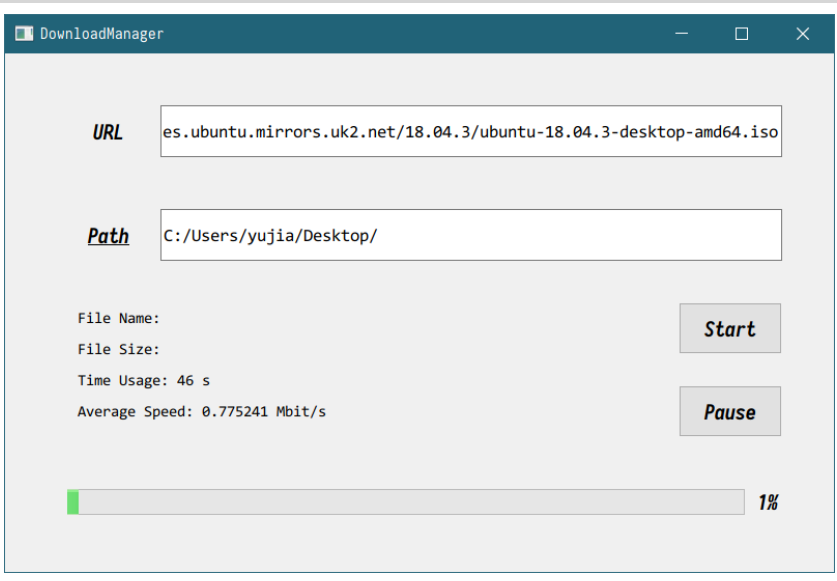 DownloadManager
URL es.ubuntu.mirrors.uk2.net/18.04.3/ubuntu-18.04.3-desktop-amd64.iso
Path C:/Users/yujia/Desktop/
File Name:
Start
File Size:
Time Usage: 46 s
Average Speed: 0.775241 Mbit/s
Pause
1%